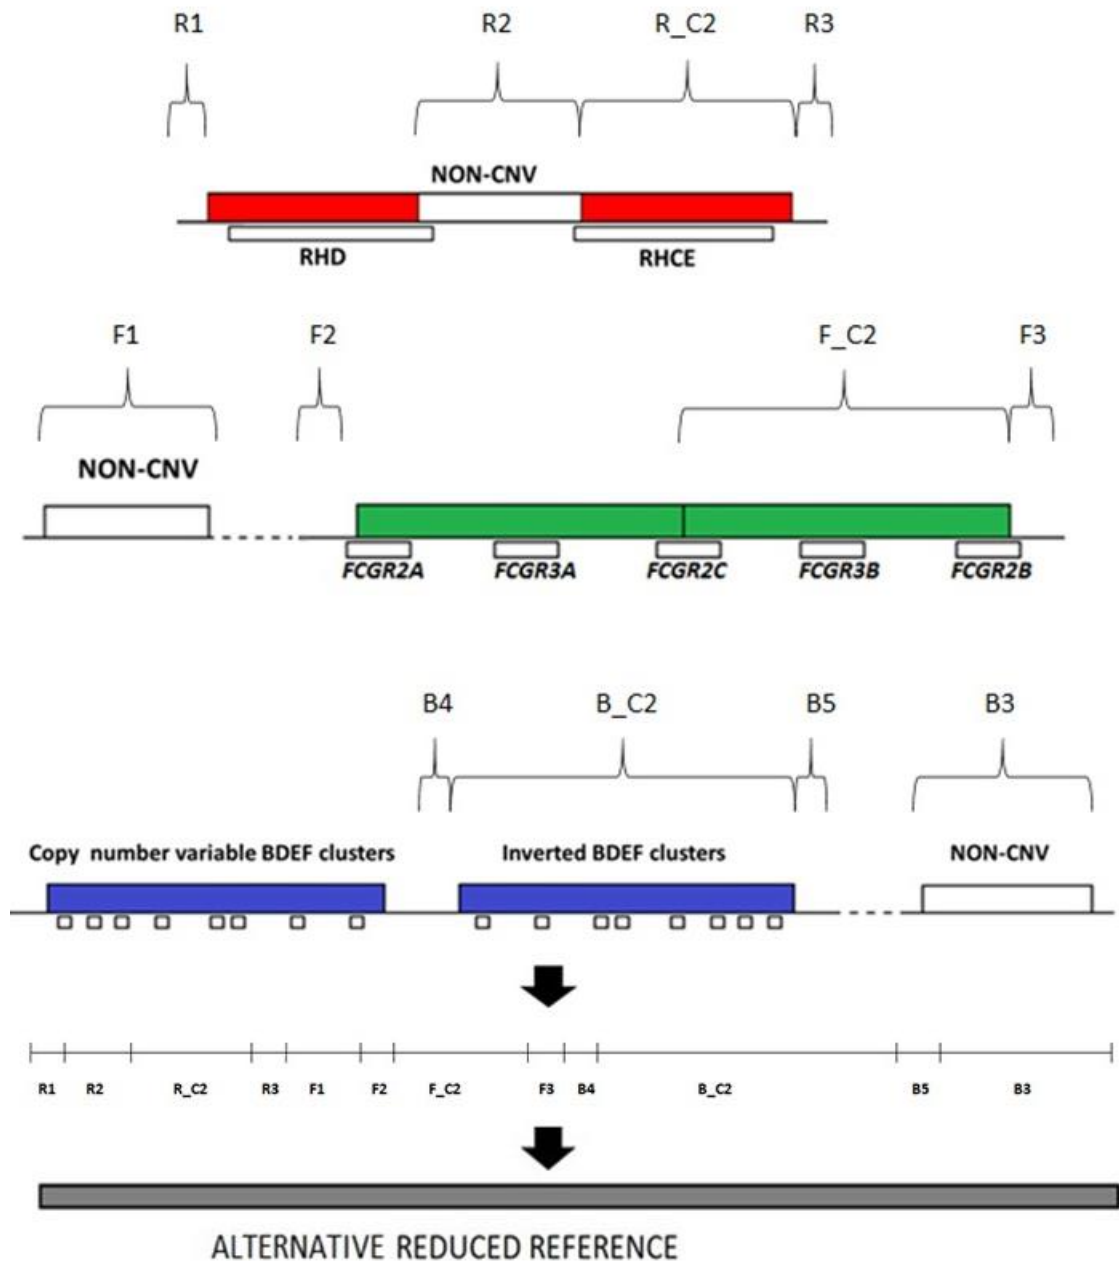 R1 R2 R_C2 R3
NON-CNV
RHD RHCE
F1 F2 F_C2 F3
NON-CNV
FCGR2A FCGR3A FCGR2C FCGR3B FCGR2B
B4 B_C2 B5 B3
Copy number variable BDEF clusters Inverted BDEF clusters NON-CNV
R1 R2 R_C2 R3 F1 F2 F_C2 F3 B4 B_C2 B5 B3
ALTERNATIVE REDUCED REFERENCE